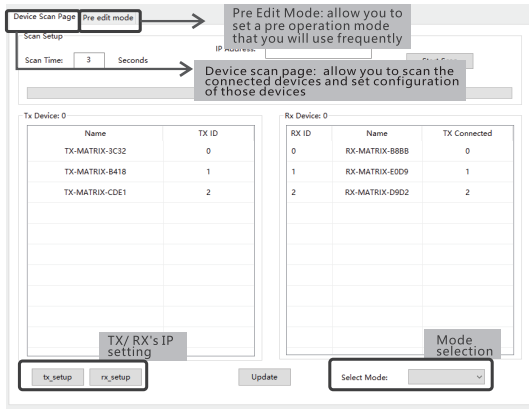 Device Scan Page Pre edit mode
Pre Edit Mode: allow you to
set a pre operation mode
that you will use frequently
Scan Setup
IP Address:
Scan Time: 3 Seconds
Start Scan
Device scan page: allow you to scan the
connected devices and set configuration
of those devices
Tx Device: 0
Name TX ID
TX-MATRIX-3C32 0
TX-MATRIX-B418 1
TX-MATRIX-CDE1 2
Rx Device: 0
RX ID Name TX Connected
0 RX-MATRIX-B8BB 0
1 RX-MATRIX-E0D9 1
2 RX-MATRIX-D9D2 2
TX/ RX's IP
setting
Mode
selection
tx_setup rx_setup Update Select Mode: